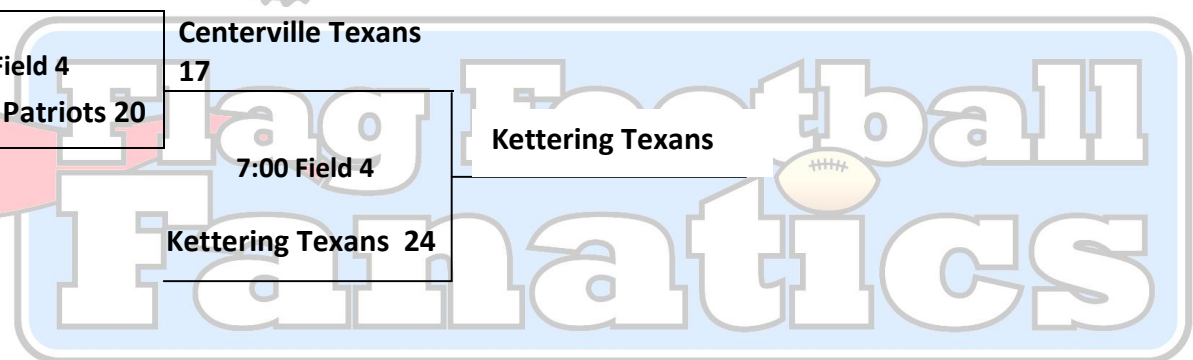 Centerville Texans
17
Field 4
Patriots 20
Kettering Texans
7:00 Field 4
Kettering Texans 24
Flag Football
Fanatics